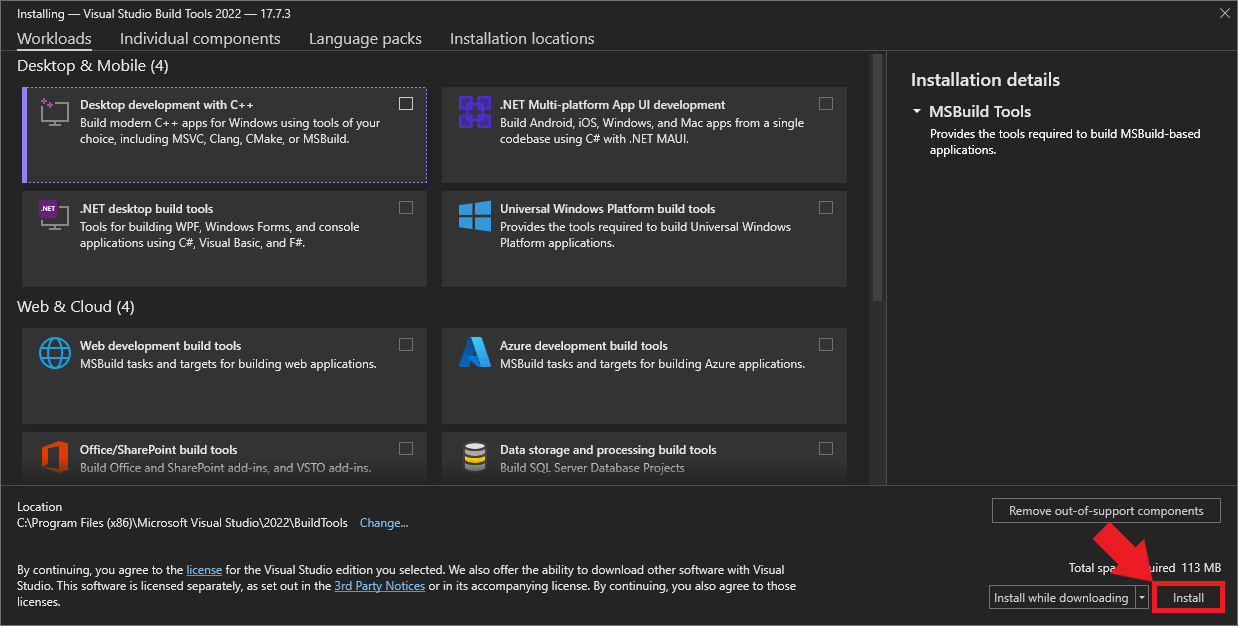 Installing — Visual Studio Build Tools 2022 — 17.7.3
Workloads
Individual components
Language packs
Installation locations
Desktop & Mobile (4)
Desktop development with C++
Build modern C++ apps for Windows using tools of your
choice, including MSVC, Clang, CMake, or MSBuild.
.NET Multi-platform App UI development
Build Android, iOS, Windows, and Mac apps from a single
codebase using C# with .NET MAUI.
.NET
.NET desktop build tools
Tools for building WPF, Windows Forms, and console
applications using C#, Visual Basic, and F#.
Universal Windows Platform build tools
Provides the tools required to build Universal Windows
Platform applications.
Web & Cloud (4)
Web development build tools
MSBuild tasks and targets for building web applications.
Azure development build tools
MSBuild tasks and targets for building Azure applications.
Office/SharePoint build tools
Build Office and SharePoint add-ins, and VSTO add-ins.
Data storage and processing build tools
Build SQL Server Database Projects
Installation details
MSBuild Tools
Provides the tools required to build MSBuild-based
applications.
Location
C:\Program Files (x86)\Microsoft Visual Studio\2022\BuildTools Change...
By continuing, you agree to the license for the Visual Studio edition you selected. We also offer the ability to download other software with Visual
Studio. This software is licensed separately, as set out in the 3rd Party Notices or in its accompanying license. By continuing, you also agree to those
licenses.
Remove out-of-support components
Total 113 MB
Install while downloading
Install